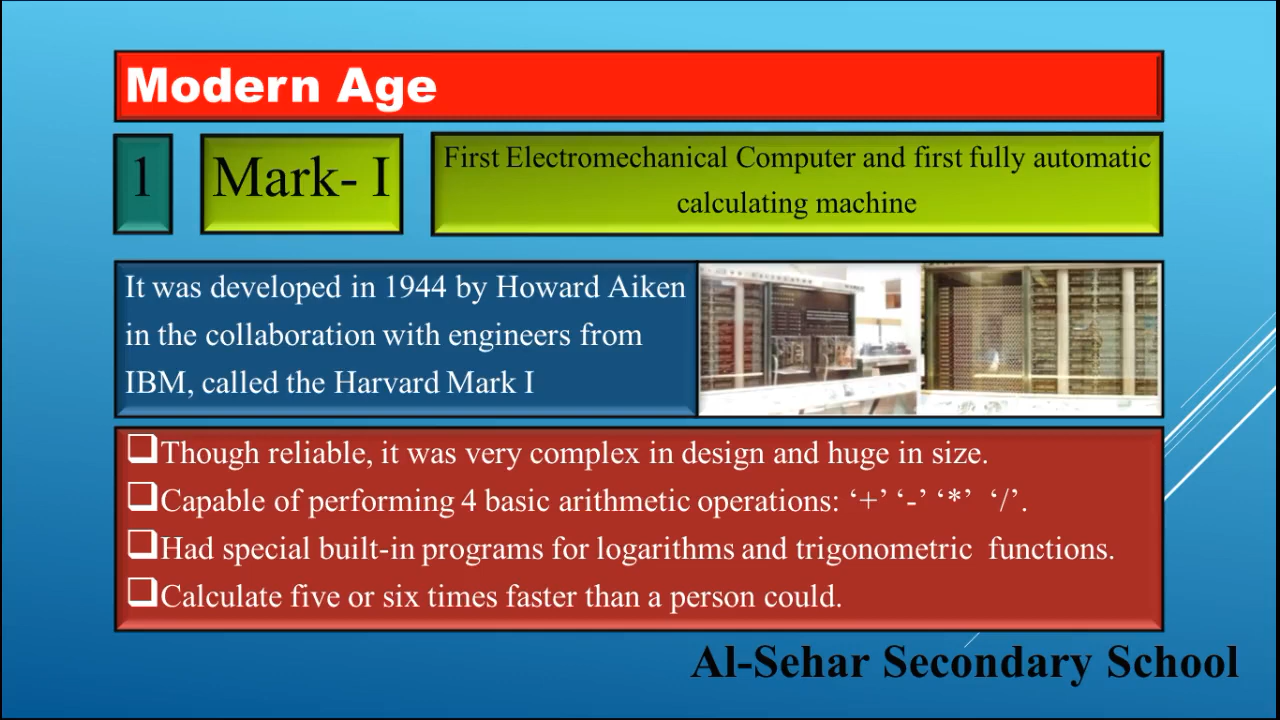 Modern Age
1
Mark- I
First Electromechanical Computer and first fully automatic
calculating machine
It was developed in 1944 by Howard Aiken
in the collaboration with engineers from
IBM, called the Harvard Mark I
❑Though reliable, it was very complex in design and huge in size.
❑Capable of performing 4 basic arithmetic operations: ‘+’ ‘-’ ‘*’ ‘/’.
❑Had special built-in programs for logarithms and trigonometric functions.
❑Calculate five or six times faster than a person could.
Al-Sehar Secondary School